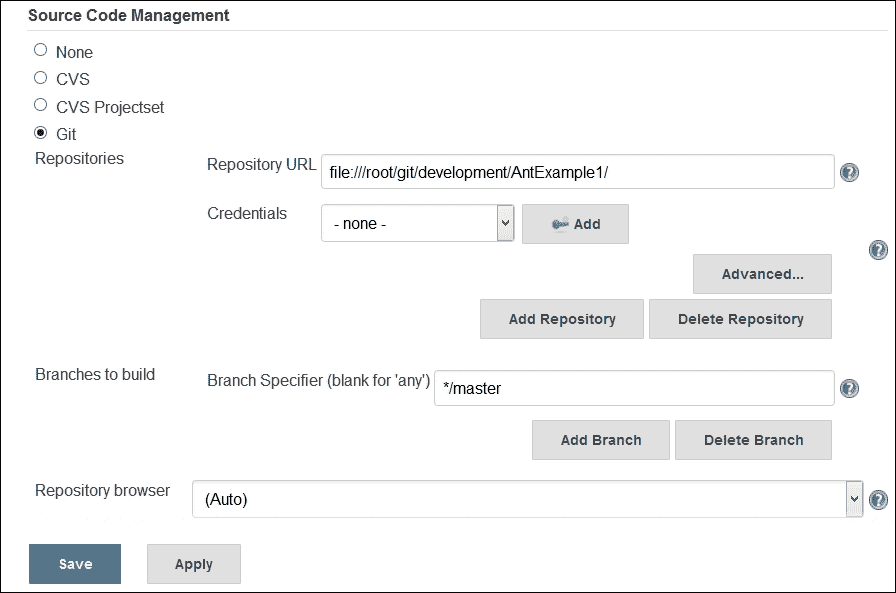 Source Code Management
None
CVS
CVS Projectset
Git
Repositories
Repository URL file:///root/git/development/AntExample1/
Credentials - none - Add
Advanced...
Add Repository Delete Repository
Branches to build Branch Specifier (blank for 'any') */master
Add Branch Delete Branch
Repository browser (Auto)
Save Apply